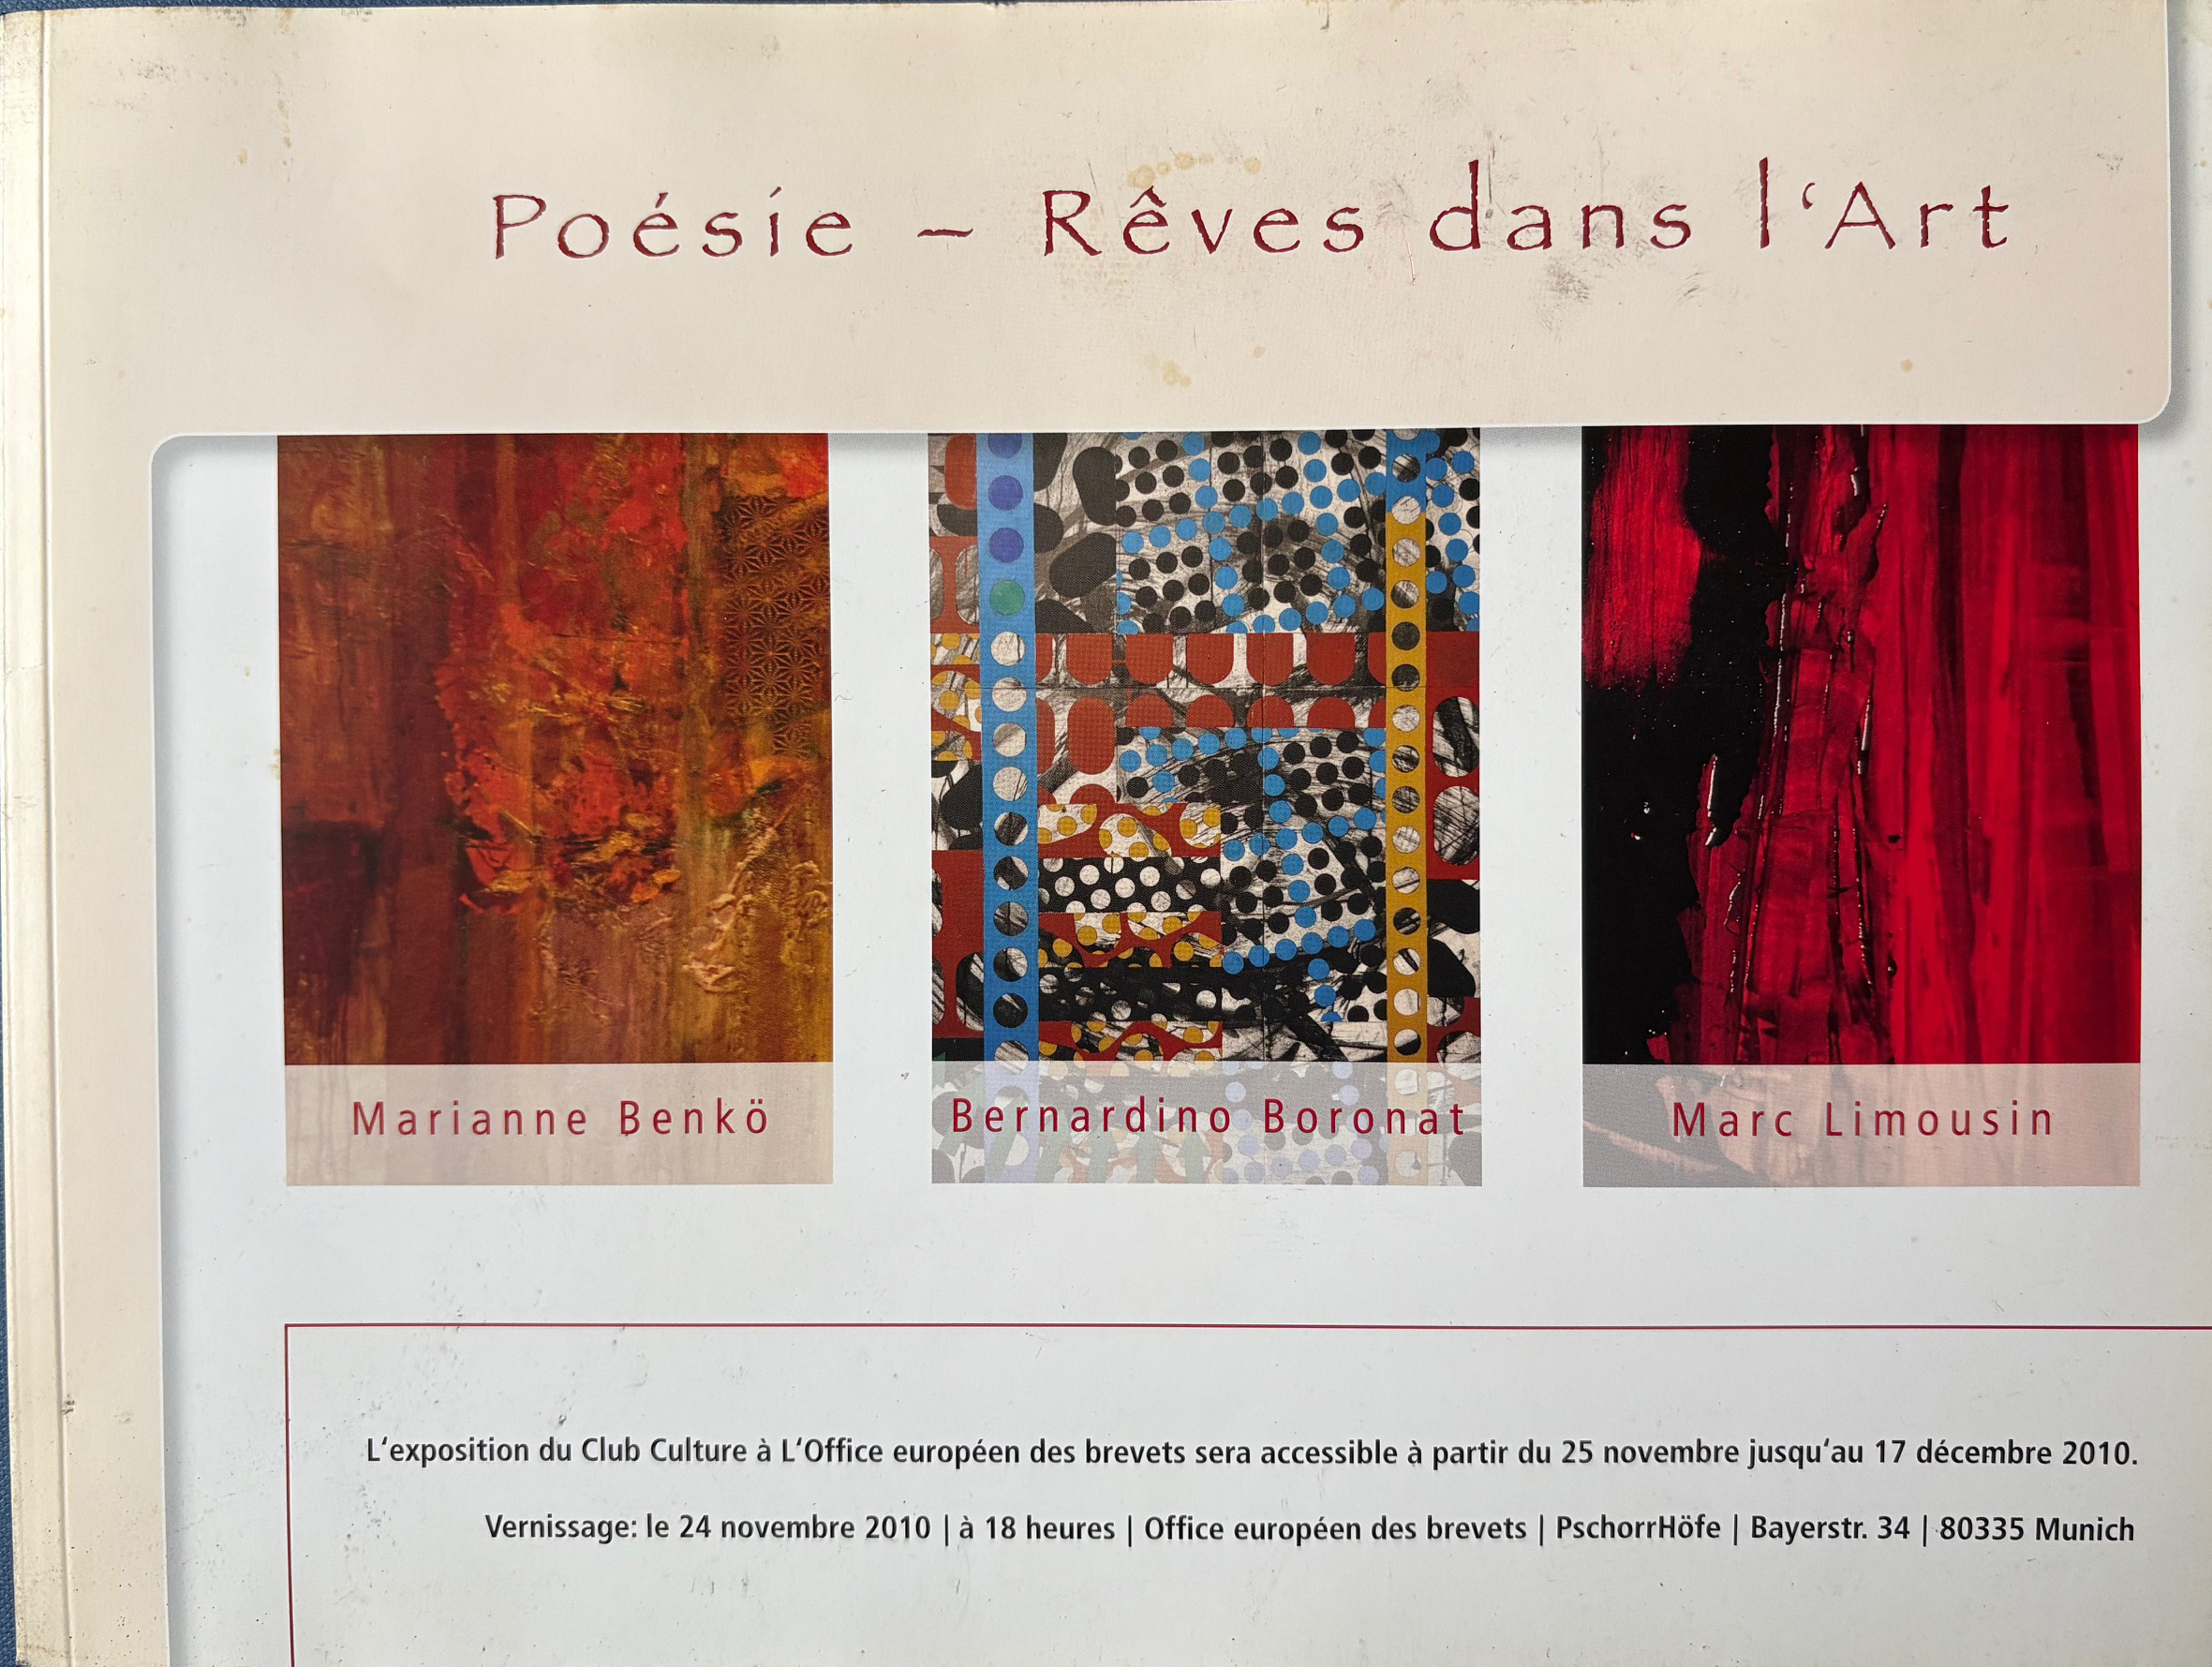 Poésie – Rêves dans l‘Art
Marianne Benkö
Bernardino Boronat
Marc Limousin
L‘exposition du Club Culture à L‘Office européen des brevets sera accessible à partir du 25 novembre jusqu‘au 17 décembre 2010.
Vernissage: le 24 novembre 2010 | à 18 heures | Office européen des brevets | PschorrHöfe | Bayerstr. 34 | 80335 Munich